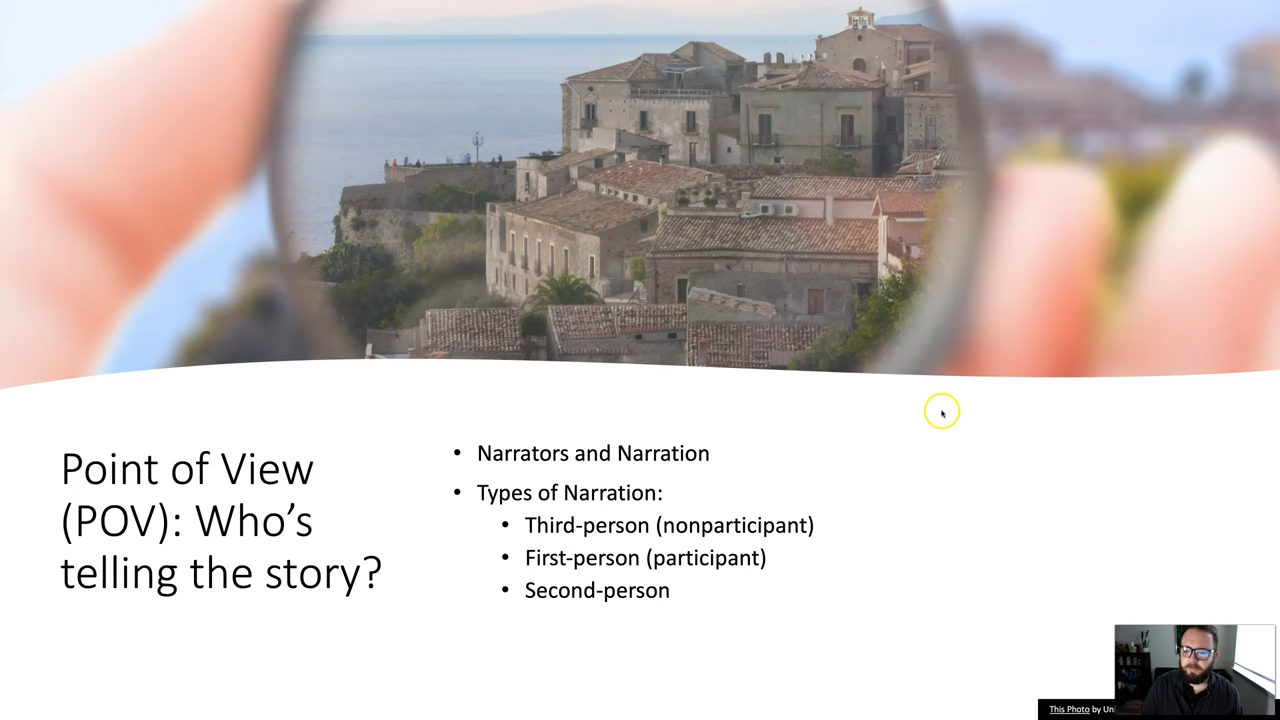 Point of View
(POV): Who's
telling the story?
• Narrators and Narration
• Types of Narration:
• Third-person (nonparticipant)
• First-person (participant)
• Second-person
This Photo by